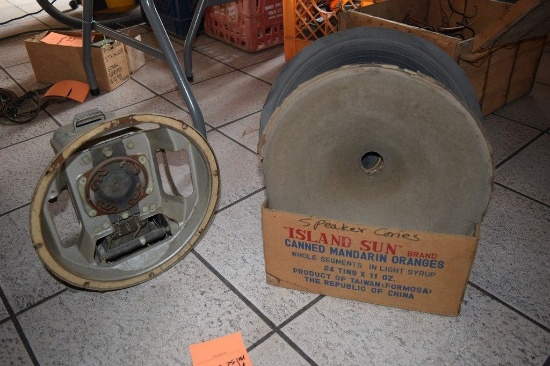 Speaker Cones
"ISLAND SUN" BRAND
CANNED MANDARIN ORANGES
WHOLE SEGMENTS IN LIGHT SYRUP
24 TINS X 11 OZ.
PRODUCT OF TAIWAN (FORMOSA)
THE REPUBLIC OF CHINA